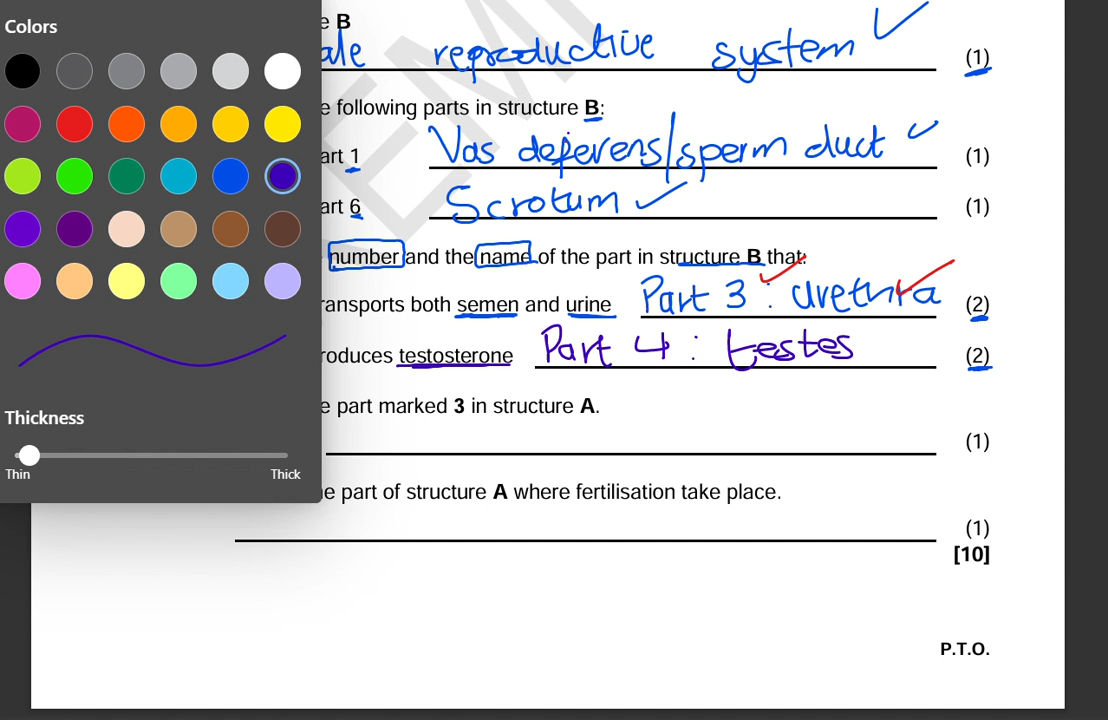 Colors
e B
ale reproductive system
(1)
e following parts in structure B:
art 1 Vas deferens/sperm duct (1)
art 6 Scrotum (1)
number and the name of the part in structure B that:
ransports both semen and urine Part 3 : urethra (2)
roduces testosterone Part 4 : testes (2)
e part marked 3 in structure A.
Thickness
(1)
Thin Thick
e part of structure A where fertilisation take place.
(1)
[10]
P.T.O.